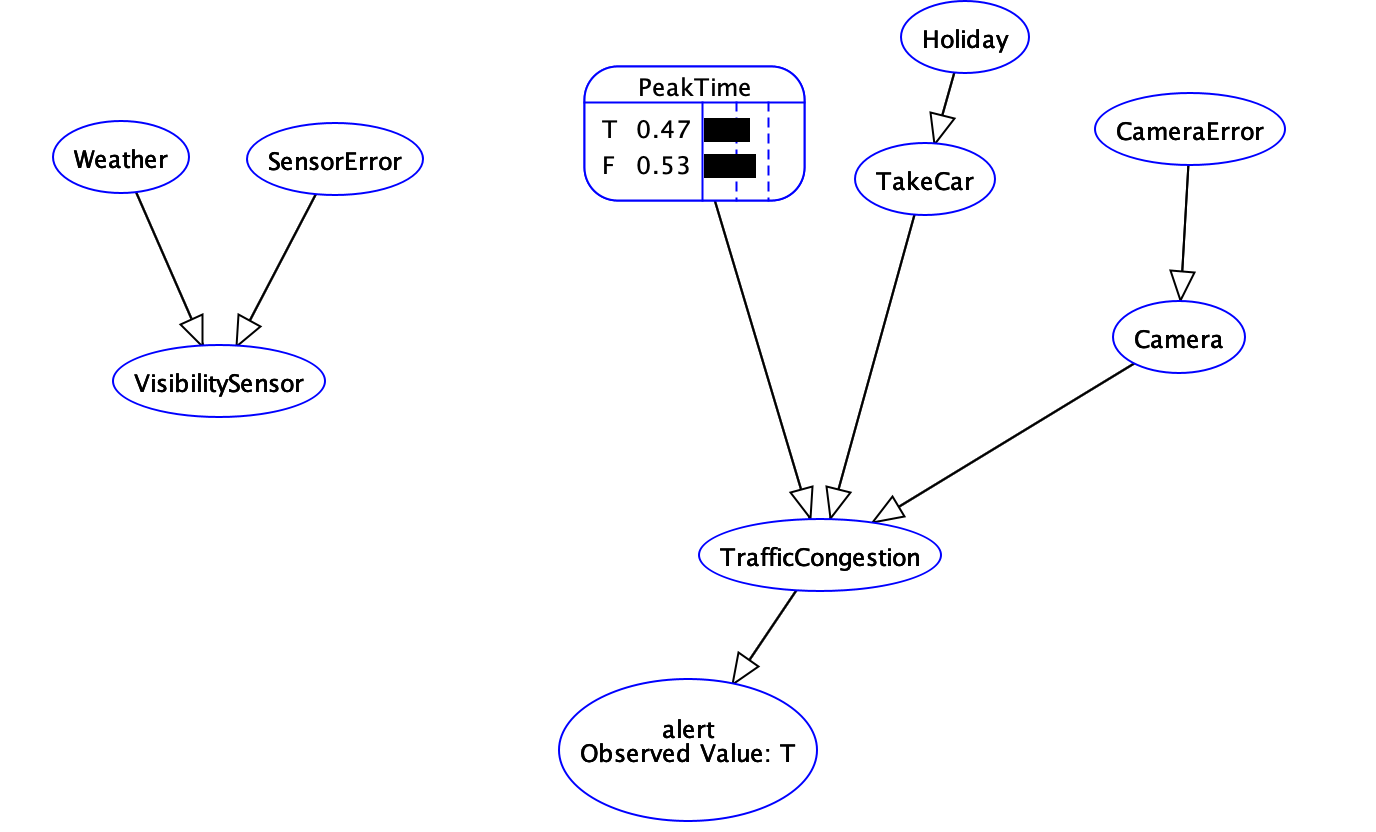 Holiday
PeakTime
T 0.47
F 0.53
CameraError
Weather
SensorError
TakeCar
Camera
VisibilitySensor
TrafficCongestion
alert
Observed Value: T